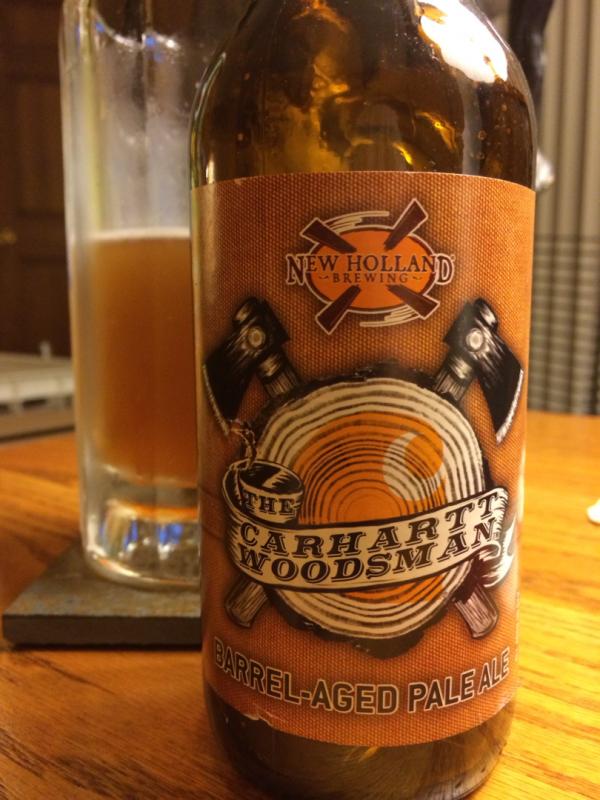 NEW HOLLAND
BREWING
THE
CARHARTT
WOODSMAN
BARREL-AGED PALE ALE